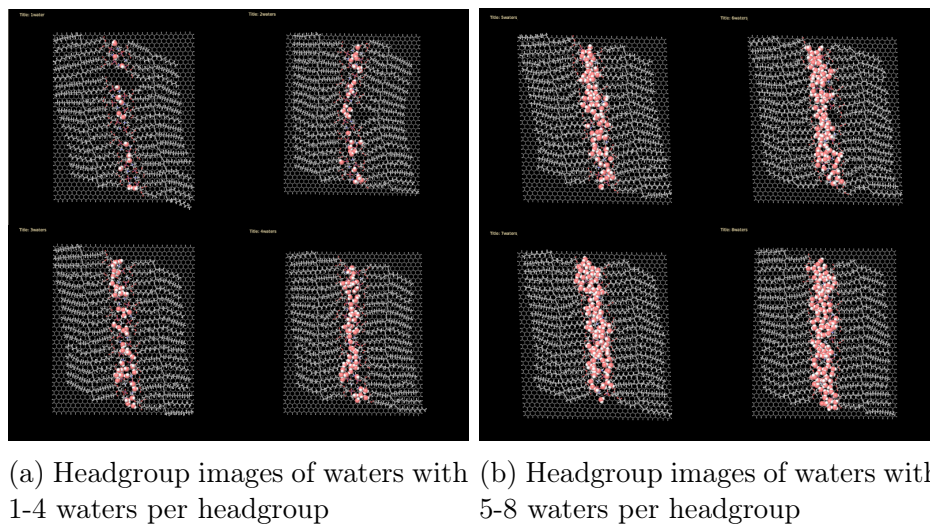 Title: 1water
Title: 2waters
Title: 5waters
Title: 6waters
Title: 3waters
Title: 4waters
Title: 7waters
Title: 8waters
(a) Headgroup images of waters with
1-4 waters per headgroup
(b) Headgroup images of waters with
5-8 waters per headgroup